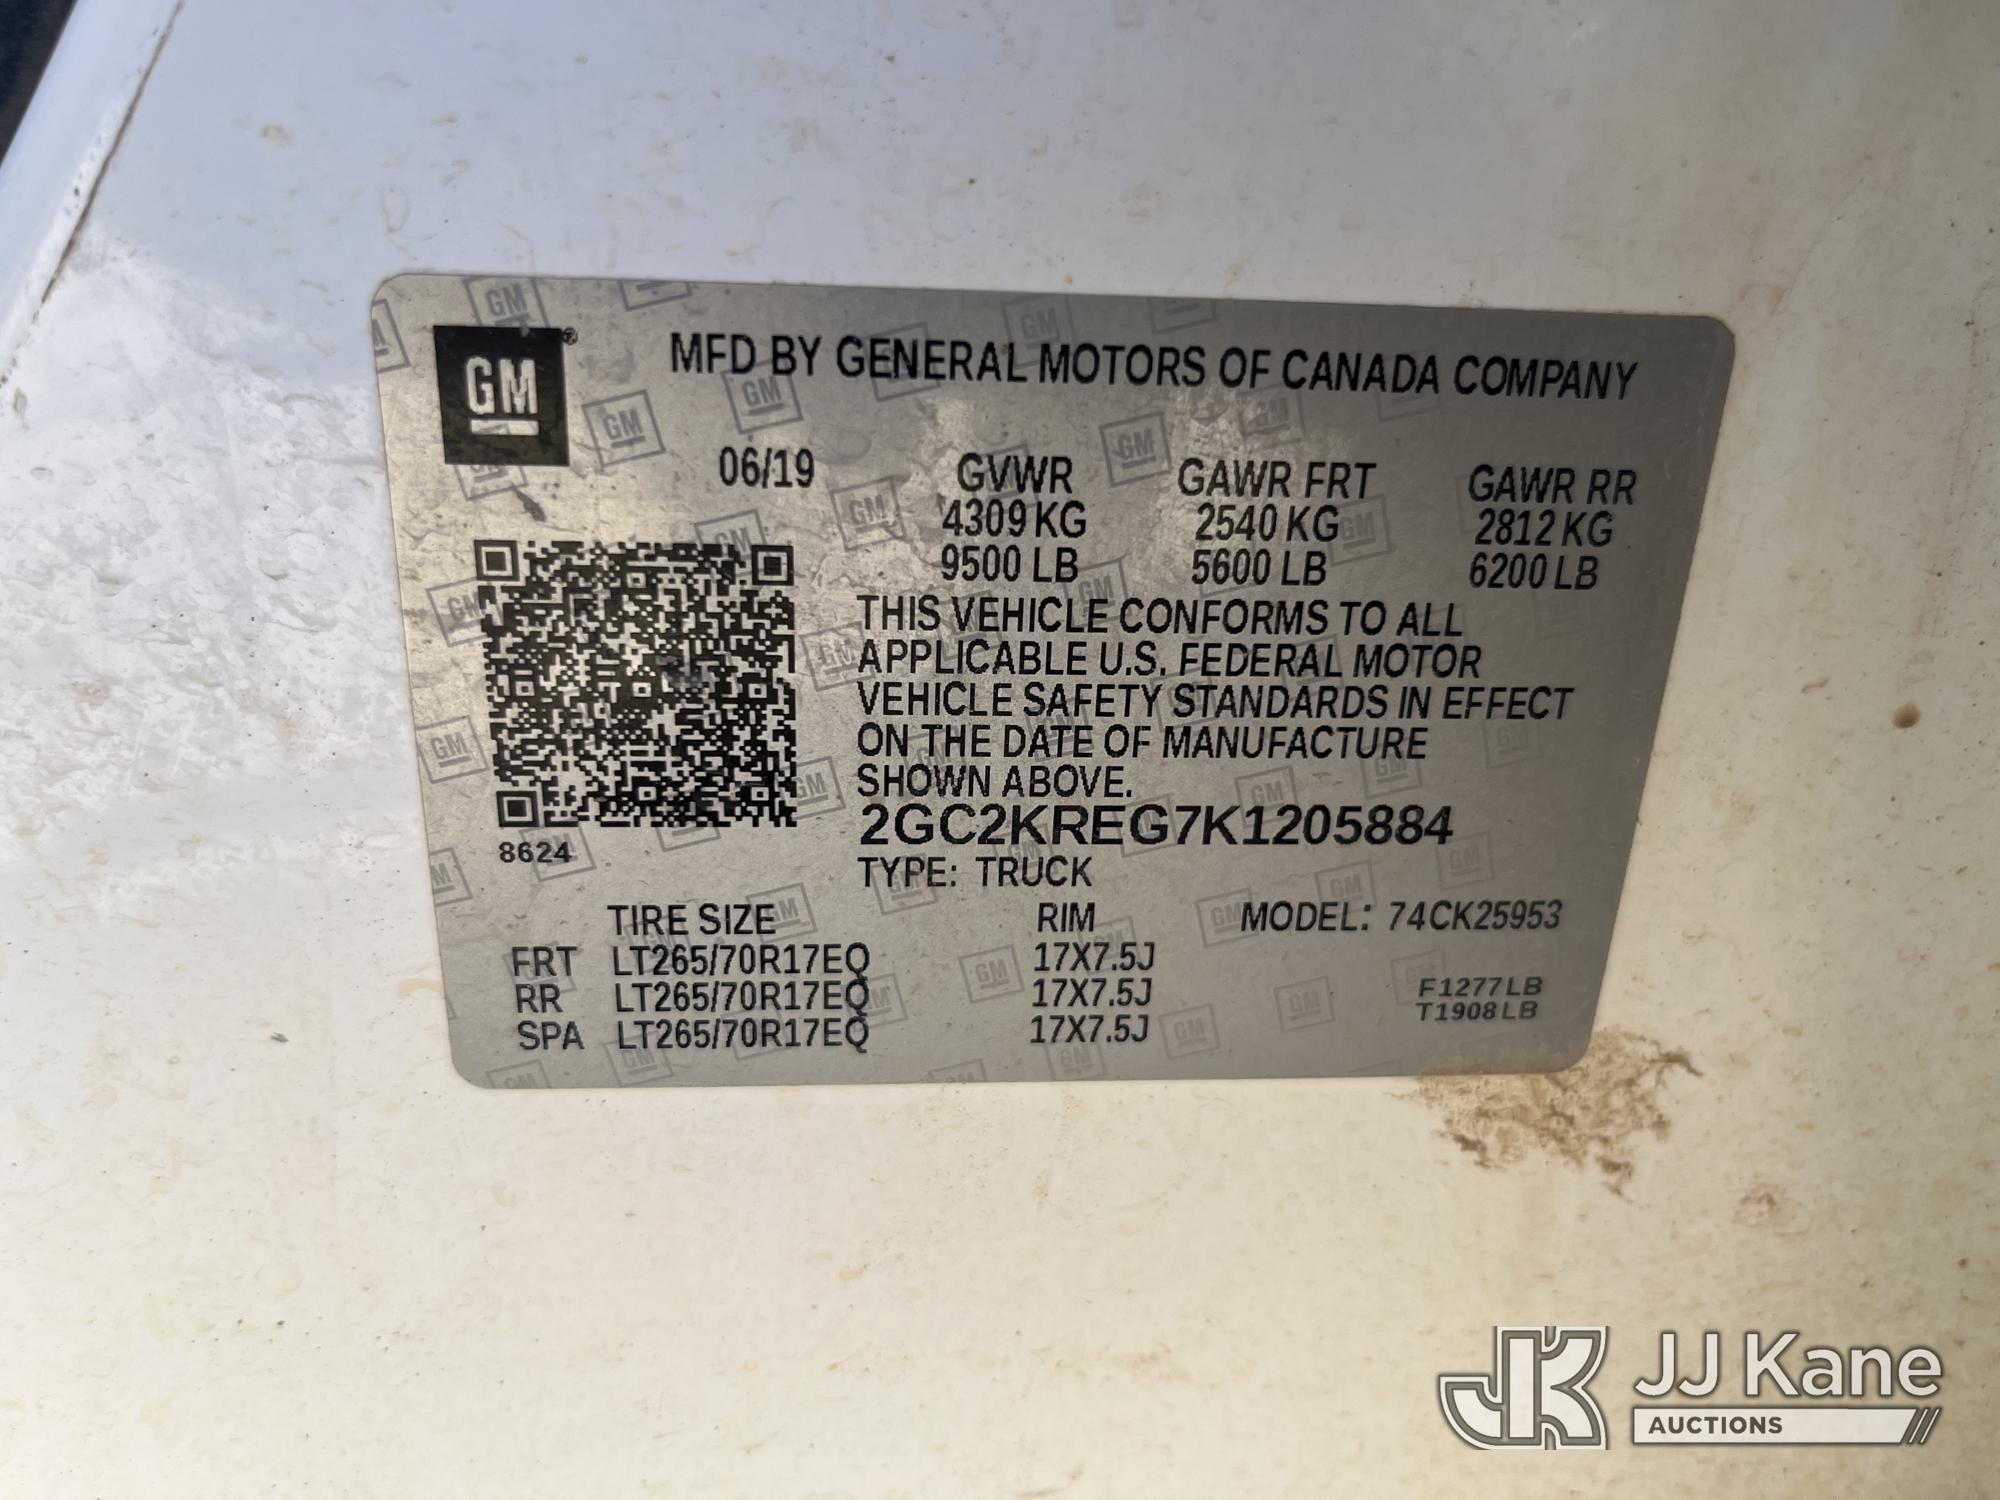 GM
MFD BY GENERAL MOTORS OF CANADA COMPANY
06/19 GVWR GAWR FRT GAWR RR
4309 KG 2540 KG 2812 KG
9500 LB 5600 LB 6200 LB
THIS VEHICLE CONFORMS TO ALL
APPLICABLE U.S. FEDERAL MOTOR
VEHICLE SAFETY STANDARDS IN EFFECT
ON THE DATE OF MANUFACTURE
SHOWN ABOVE.
2GC2KREG7K1205884
8624
TYPE: TRUCK
TIRE SIZE RIM MODEL: 74CK25953
FRT LT265/70R17EQ 17X7.5J
RR LT265/70R17EQ 17X7.5J F1277LB
SPA LT265/70R17EQ 17X7.5J T1908LB
JK JJ Kane
AUCTIONS